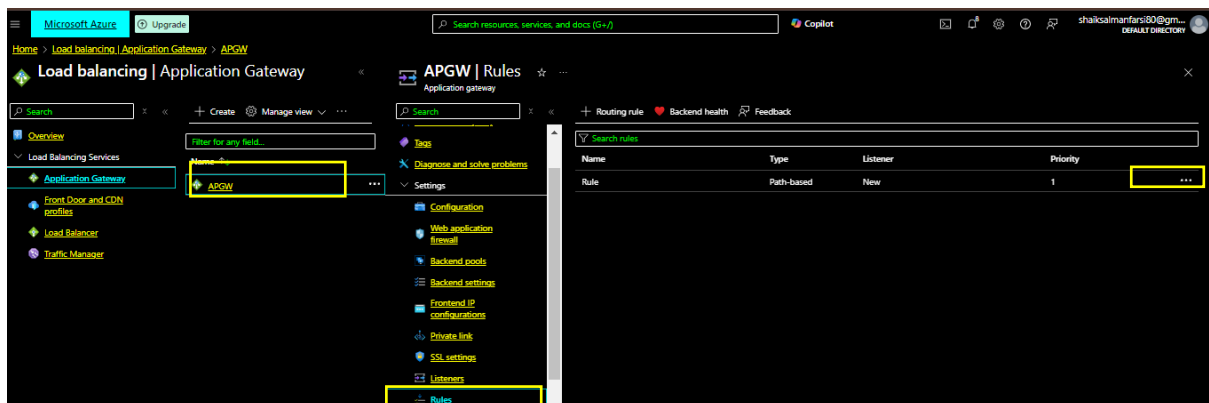 Microsoft Azure
Upgrade
Search resources, services, and docs (G+/)
Copilot
shaiksalmanfarsi80@gm...
DEFAULT DIRECTORY
Home > Load balancing | Application Gateway > APGW
Load balancing | Application Gateway
Search
Overview
Load Balancing Services
Application Gateway
Front Door and CDN
profiles
Load Balancer
Traffic Manager
+ Create
Manage view
Filter for any field...
Name
APGW
APGW | Rules
Application gateway
Search
Tags
Diagnose and solve problems
Settings
Configuration
Web application
firewall
Backend pools
Backend settings
Frontend IP
configurations
Private link
SSL settings
Listeners
Rules
+ Routing rule
Backend health
Feedback
Search rules
Name Type Listener Priority
Rule Path-based New 1